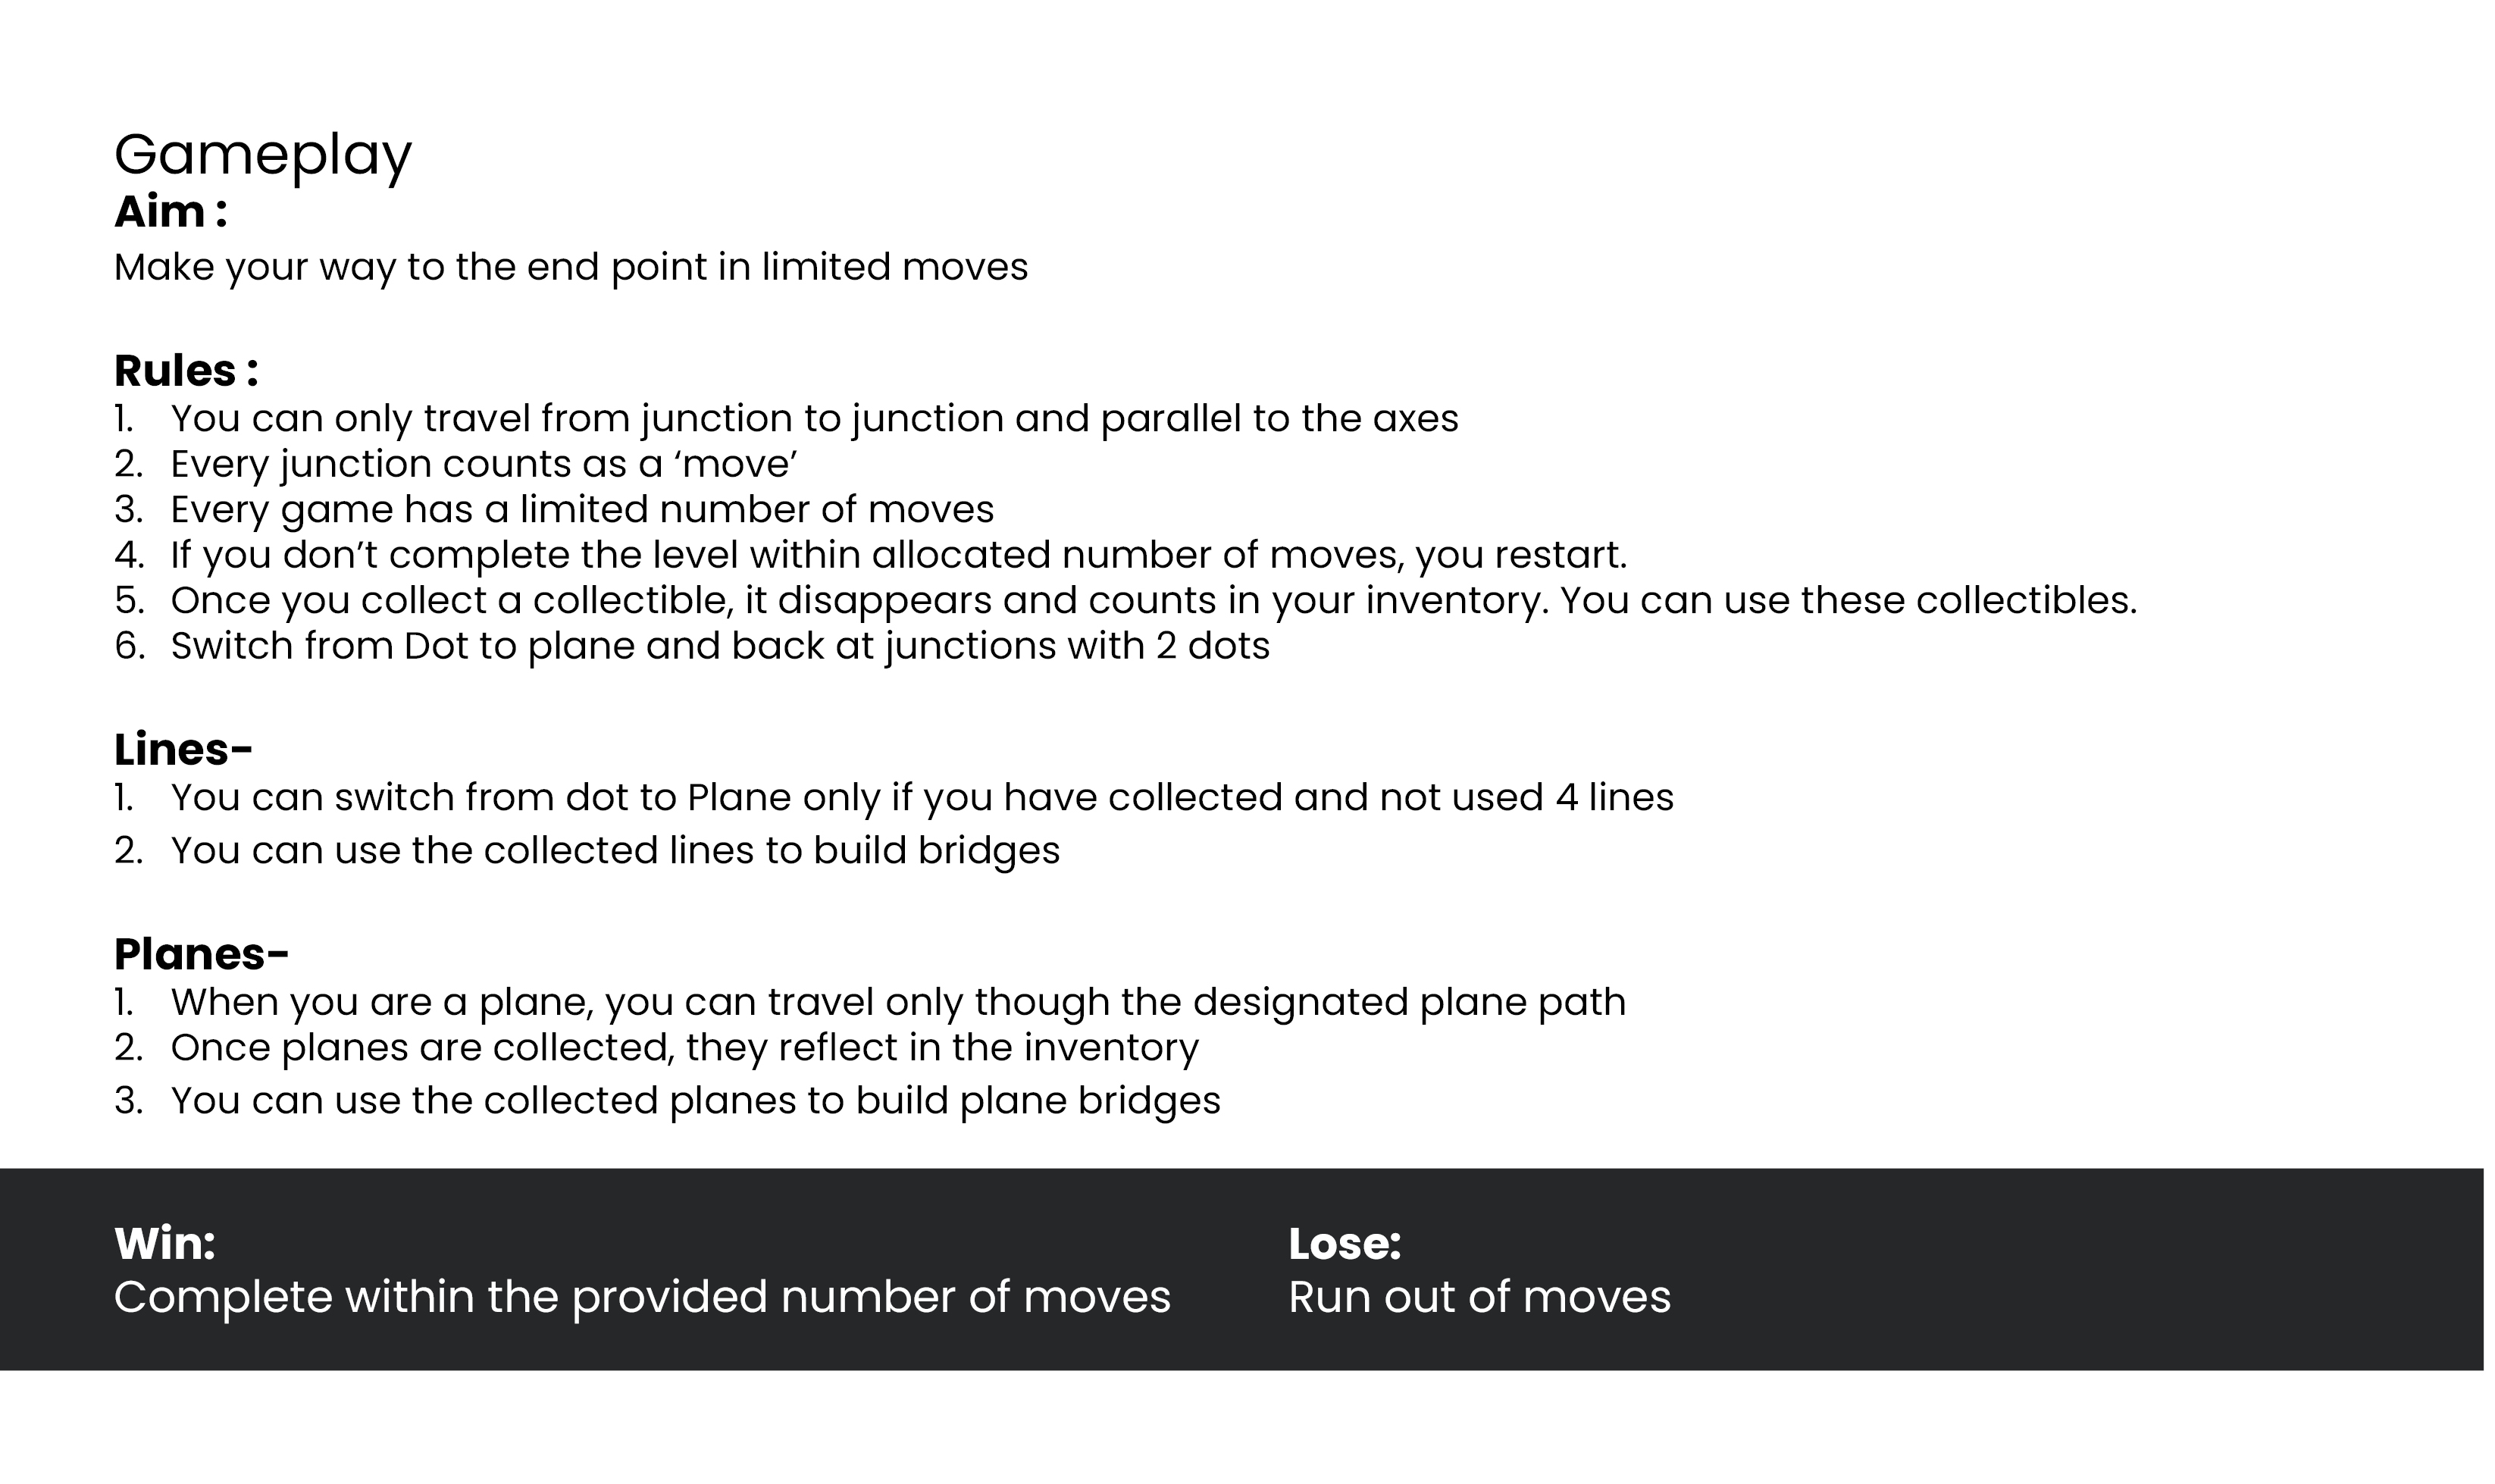 Gameplay
Aim :
Make your way to the end point in limited moves
Rules :
1. You can only travel from junction to junction and parallel to the axes
2. Every junction counts as a ‘move’
3. Every game has a limited number of moves
4. If you don’t complete the level within allocated number of moves, you restart.
5. Once you collect a collectible, it disappears and counts in your inventory. You can use these collectibles.
6. Switch from Dot to plane and back at junctions with 2 dots
Lines-
1. You can switch from dot to Plane only if you have collected and not used 4 lines
2. You can use the collected lines to build bridges
Planes-
1. When you are a plane, you can travel only though the designated plane path
2. Once planes are collected, they reflect in the inventory
3. You can use the collected planes to build plane bridges
Win:
Complete within the provided number of moves
Lose:
Run out of moves